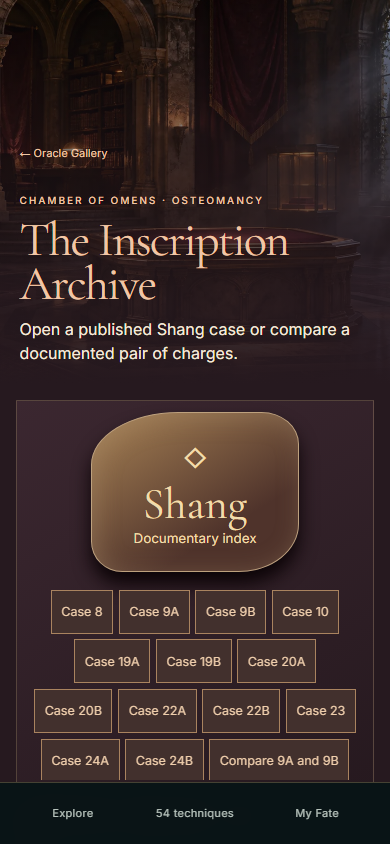 ← Oracle Gallery
CHAMBER OF OMENS · OSTEOMANCY
The Inscription
Archive
Open a published Shang case or compare a
documented pair of charges.
Shang
Documentary index
Case 8
Case 9A
Case 9B
Case 10
Case 19A
Case 19B
Case 20A
Case 20B
Case 22A
Case 22B
Case 23
Case 24A
Case 24B
Compare 9A and 9B
Explore
54 techniques
My Fate